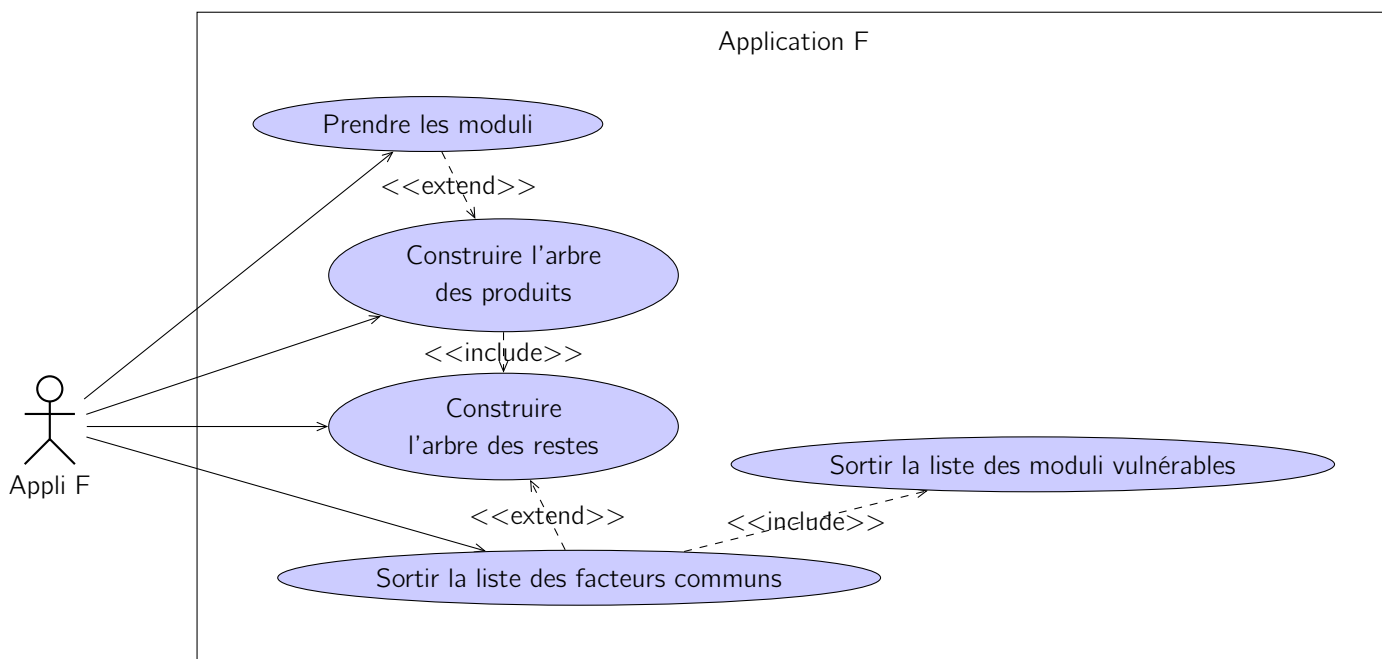 Application F
Prendre les moduli
<<extend>>
Construire l'arbre
des produits
<<include>>
Construire
l'arbre des restes
Sortir la liste des moduli vulnérables
Appli F
<<extend>>
<<include>>
Sortir la liste des facteurs communs